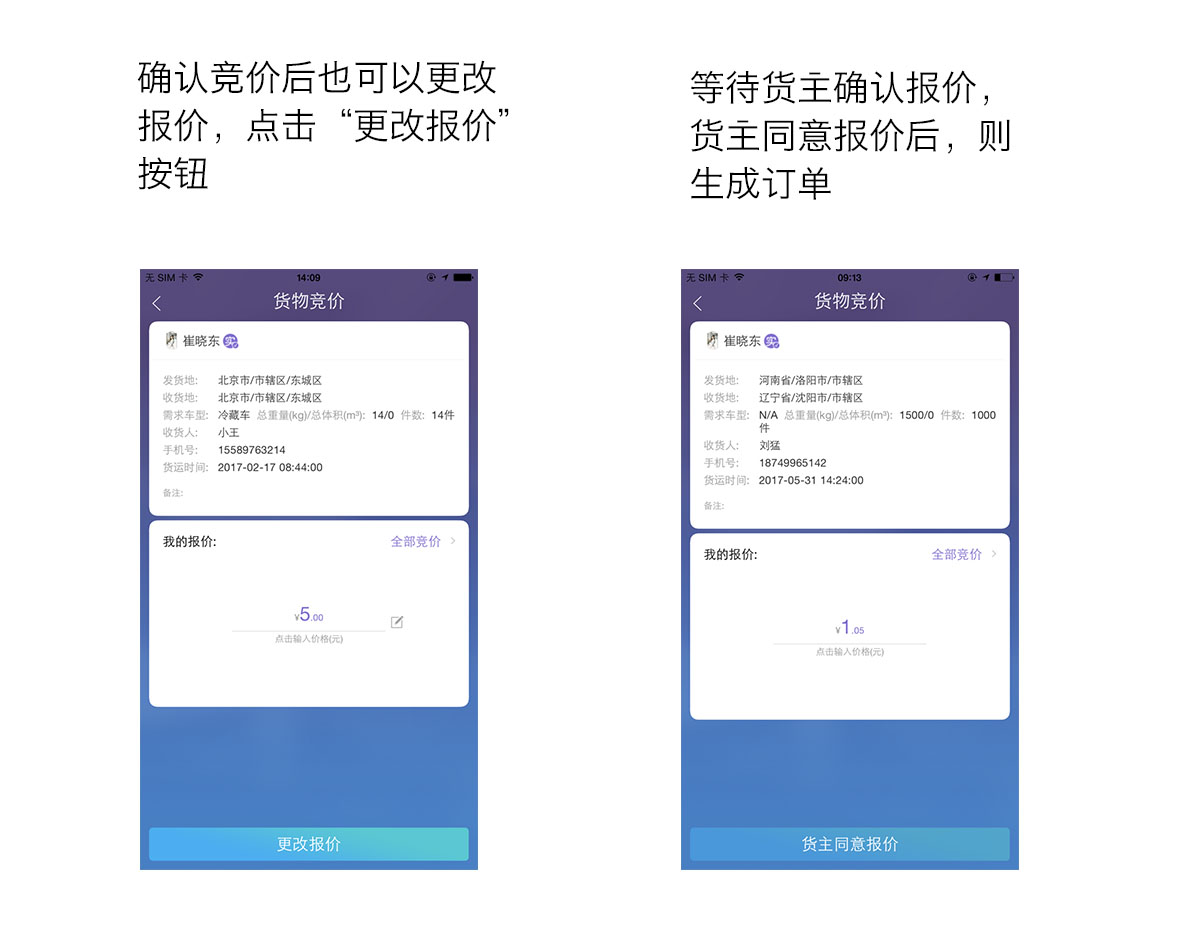 确认竞价后也可以更改
报价，点击“更改报价”
按钮
等待货主确认报价，
货主同意报价后，则
生成订单
无 SIM 卡 14:09
货物竞价
崔晓东 实
发货地: 北京市/市辖区/东城区
收货地: 北京市/市辖区/东城区
需求车型: 冷藏车 总重量(kg)/总体积(m³): 14/0 件数: 14件
收货人: 小王
手机号: 15589763214
货运时间: 2017-02-17 08:44:00
备注:
我的报价: 全部竞价
¥5.00
点击输入价格(元)
更改报价
无 SIM 卡 09:13
货物竞价
崔晓东 实
发货地: 河南省/洛阳市/市辖区
收货地: 辽宁省/沈阳市/市辖区
需求车型: N/A 总重量(kg)/总体积(m³): 1500/0 件数: 1000
件
收货人: 刘猛
手机号: 18749965142
货运时间: 2017-05-31 14:24:00
备注:
我的报价: 全部竞价
¥1.05
点击输入价格(元)
货主同意报价